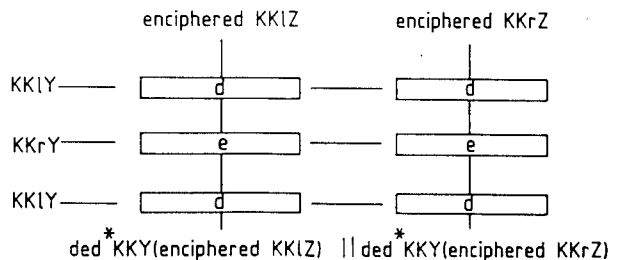 enciphered KKlZ enciphered KKrZ
KKlY d d
KKrY e e
KKlY d d
ded*KKY(enciphered KKlZ) || ded*KKY(enciphered KKrZ)